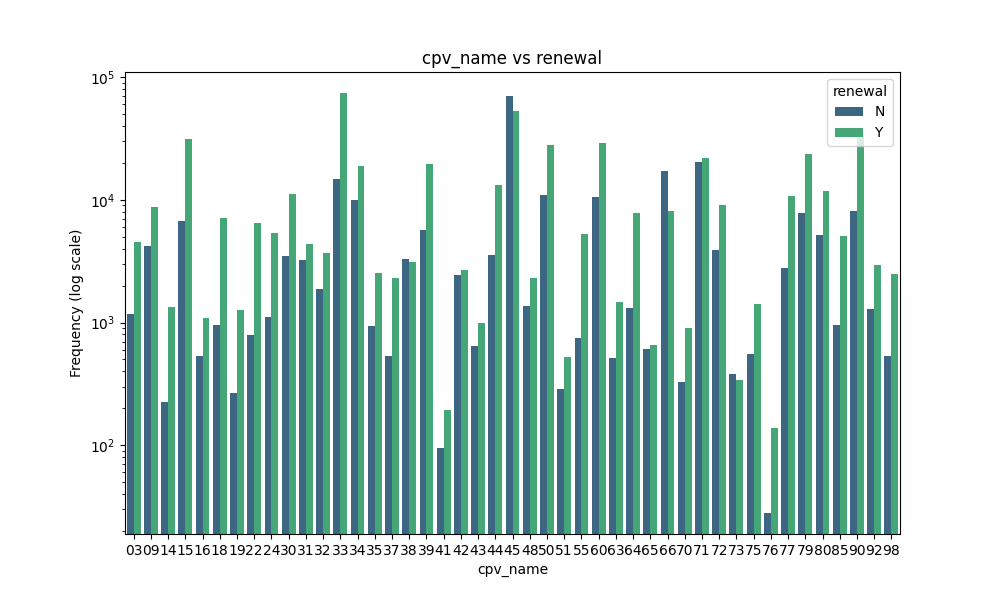 cpv_name vs renewal
renewal
N
Y
Frequency (log scale)
10^5
10^4
10^3
10^2
03 09 14 15 16 18 19 22 24 30 31 32 33 34 35 37 38 39 41 42 43 44 45 48 50 51 55 60 63 64 65 66 70 71 72 73 75 76 77 79 80 85 90 92 98
cpv_name